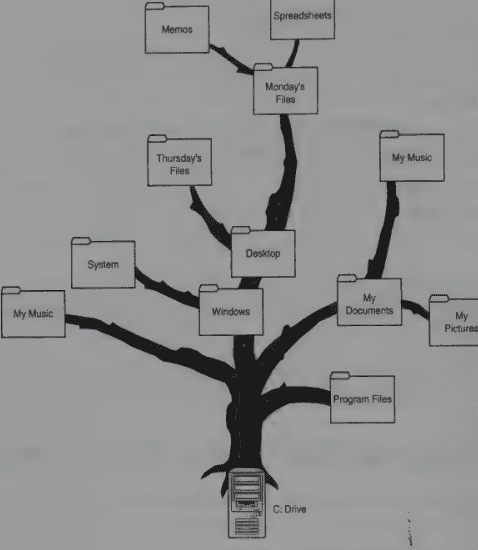 Spreadsheets
Memos
Monday's
Files
My Music
Thursday's
Files
Desktop
System
Windows
My
Documents
My Music
My
Pictures
Program Files
C: Drive